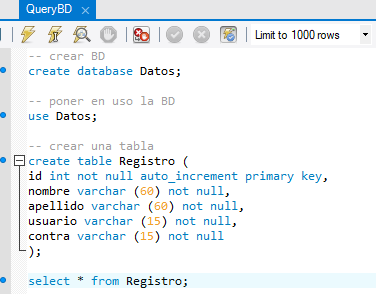 QueryBD
Limit to 1000 rows
-- crear BD
create database Datos;
-- poner en uso la BD
use Datos;
-- crear una tabla
create table Registro (
id int not null auto_increment primary key,
nombre varchar (60) not null,
apellido varchar (60) not null,
usuario varchar (15) not null,
contra varchar (15) not null
);
select * from Registro;